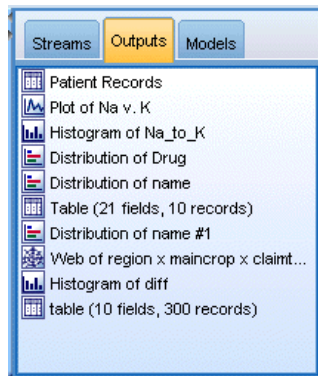 Streams Outputs Models
Patient Records
Plot of Na v. K
Histogram of Na_to_K
Distribution of Drug
Distribution of name
Table (21 fields, 10 records)
Distribution of name #1
Web of region x maincrop x claimt...
Histogram of diff
table (10 fields, 300 records)